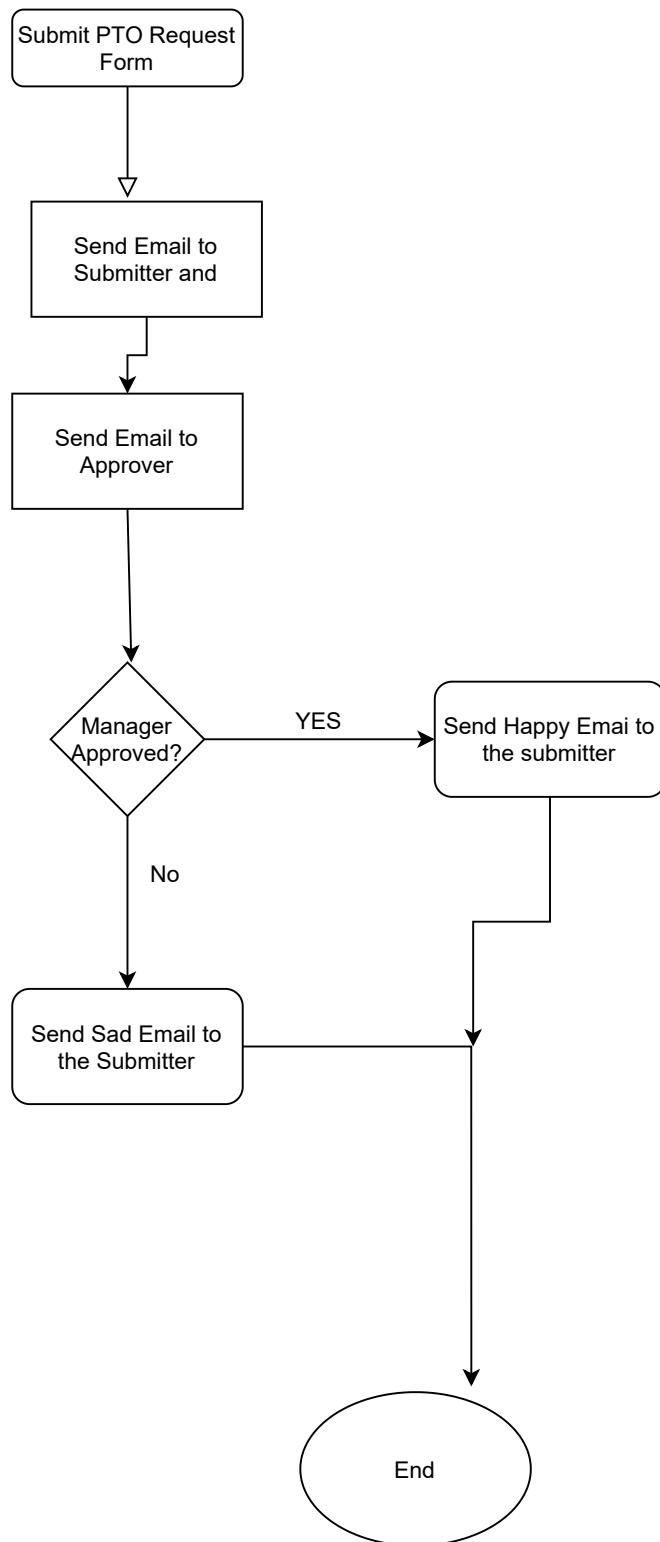 Submit PTO Request
Form
Send Email to
Submitter and
Send Email to
Approver
Manager
Approved?
YES
Send Happy Emai to
the submitter
No
Send Sad Email to
the Submitter
End